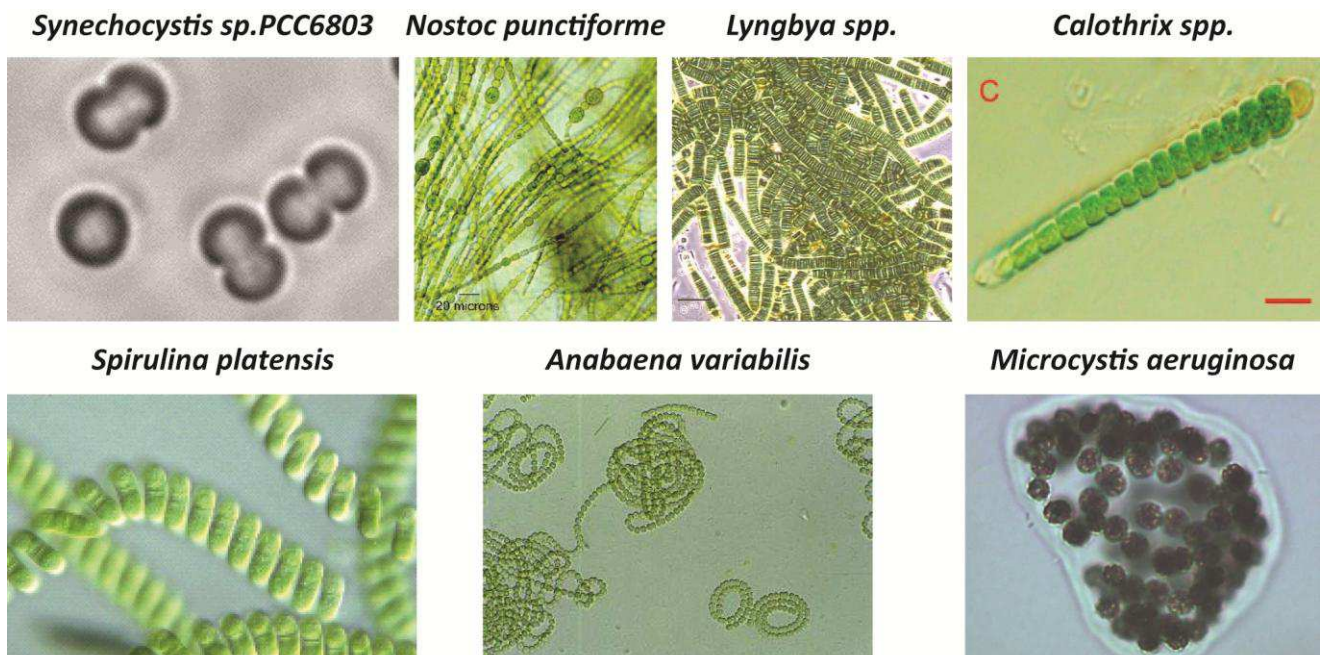 Synechocystis sp.PCC6803
Nostoc punctiforme
Lyngbya spp.
Calothrix spp.
C
20 microns
Spirulina platensis
Anabaena variabilis
Microcystis aeruginosa